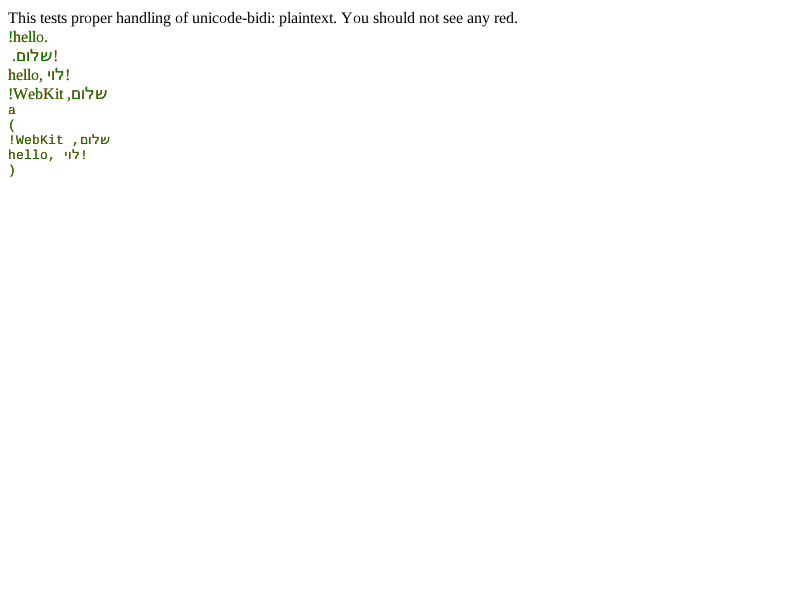 This tests proper handling of unicode-bidi: plaintext. You should not see any red.
!hello.
!שלום.
hello, לוי!
שלום, WebKit!
a
(
שלום, WebKit!
hello, לוי!
)